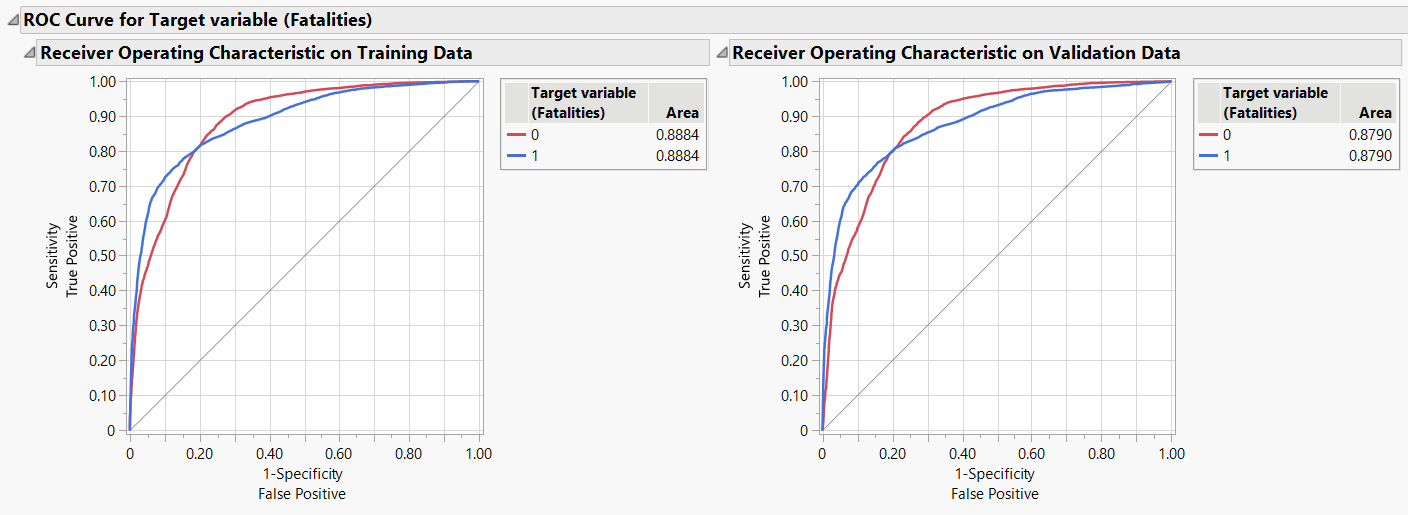 ROC Curve for Target variable (Fatalities)
Receiver Operating Characteristic on Training Data
1.00
0.90
0.80
0.70
0.60
0.50
0.40
0.30
0.20
0.10
0
Sensitivity
True Positive
0 0.20 0.40 0.60 0.80 1.00
1-Specificity
False Positive
Target variable
(Fatalities) Area
0 0.8884
1 0.8884
Receiver Operating Characteristic on Validation Data
1.00
0.90
0.80
0.70
0.60
0.50
0.40
0.30
0.20
0.10
0
Sensitivity
True Positive
0 0.20 0.40 0.60 0.80 1.00
1-Specificity
False Positive
Target variable
(Fatalities) Area
0 0.8790
1 0.8790